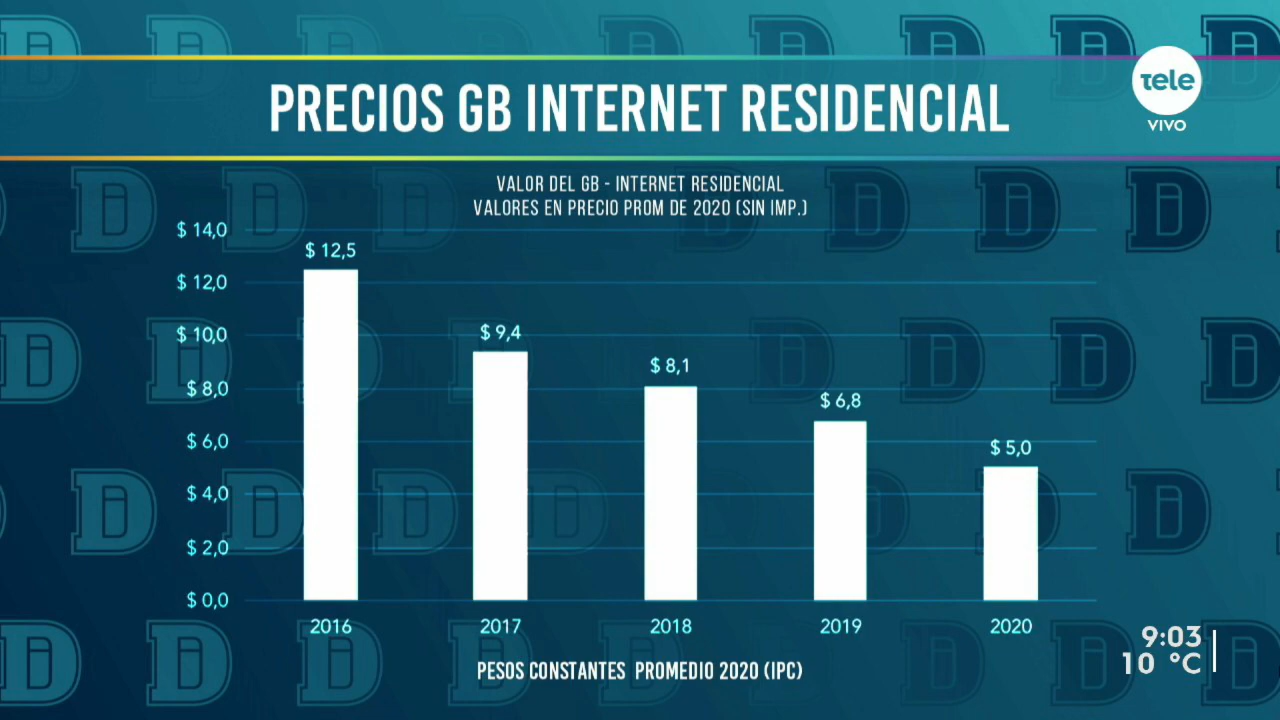 PRECIOS GB INTERNET RESIDENCIAL
tele
VIVO
VALOR DEL GB - INTERNET RESIDENCIAL
VALORES EN PRECIO PROM DE 2020 (SIN IMP.)
$ 14,0
$ 12,0
$ 10,0
$ 8,0
$ 6,0
$ 4,0
$ 2,0
$ 0,0
$ 12,5
$ 9,4
$ 8,1
$ 6,8
$ 5,0
2016 2017 2018 2019 2020
PESOS CONSTANTES PROMEDIO 2020 (IPC)
9:03
10 °C